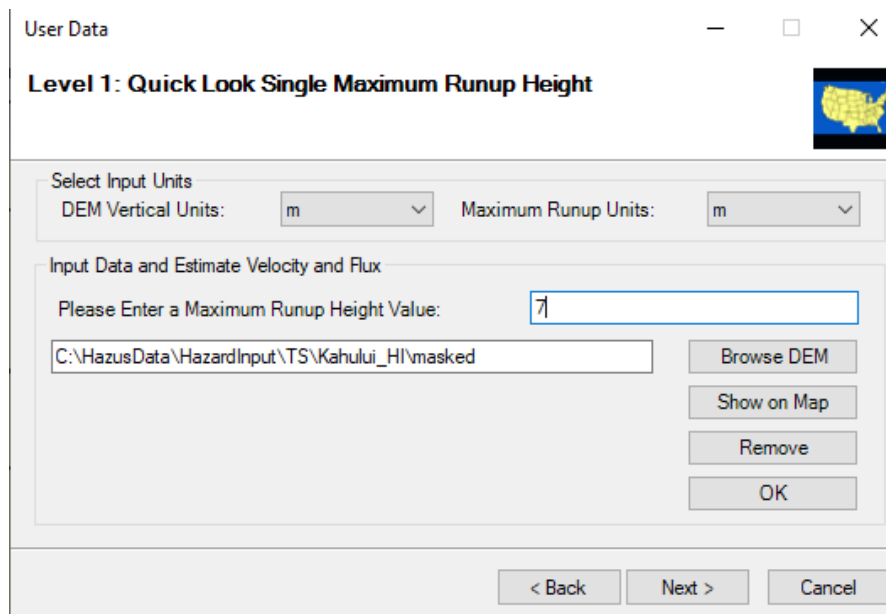 User Data
Level 1: Quick Look Single Maximum Runup Height
Select Input Units
DEM Vertical Units: m Maximum Runup Units: m
Input Data and Estimate Velocity and Flux
Please Enter a Maximum Runup Height Value: 7
C:\HazusData\HazardInput\TS\Kahului_HI\masked Browse DEM
Show on Map
Remove
OK
< Back Next > Cancel